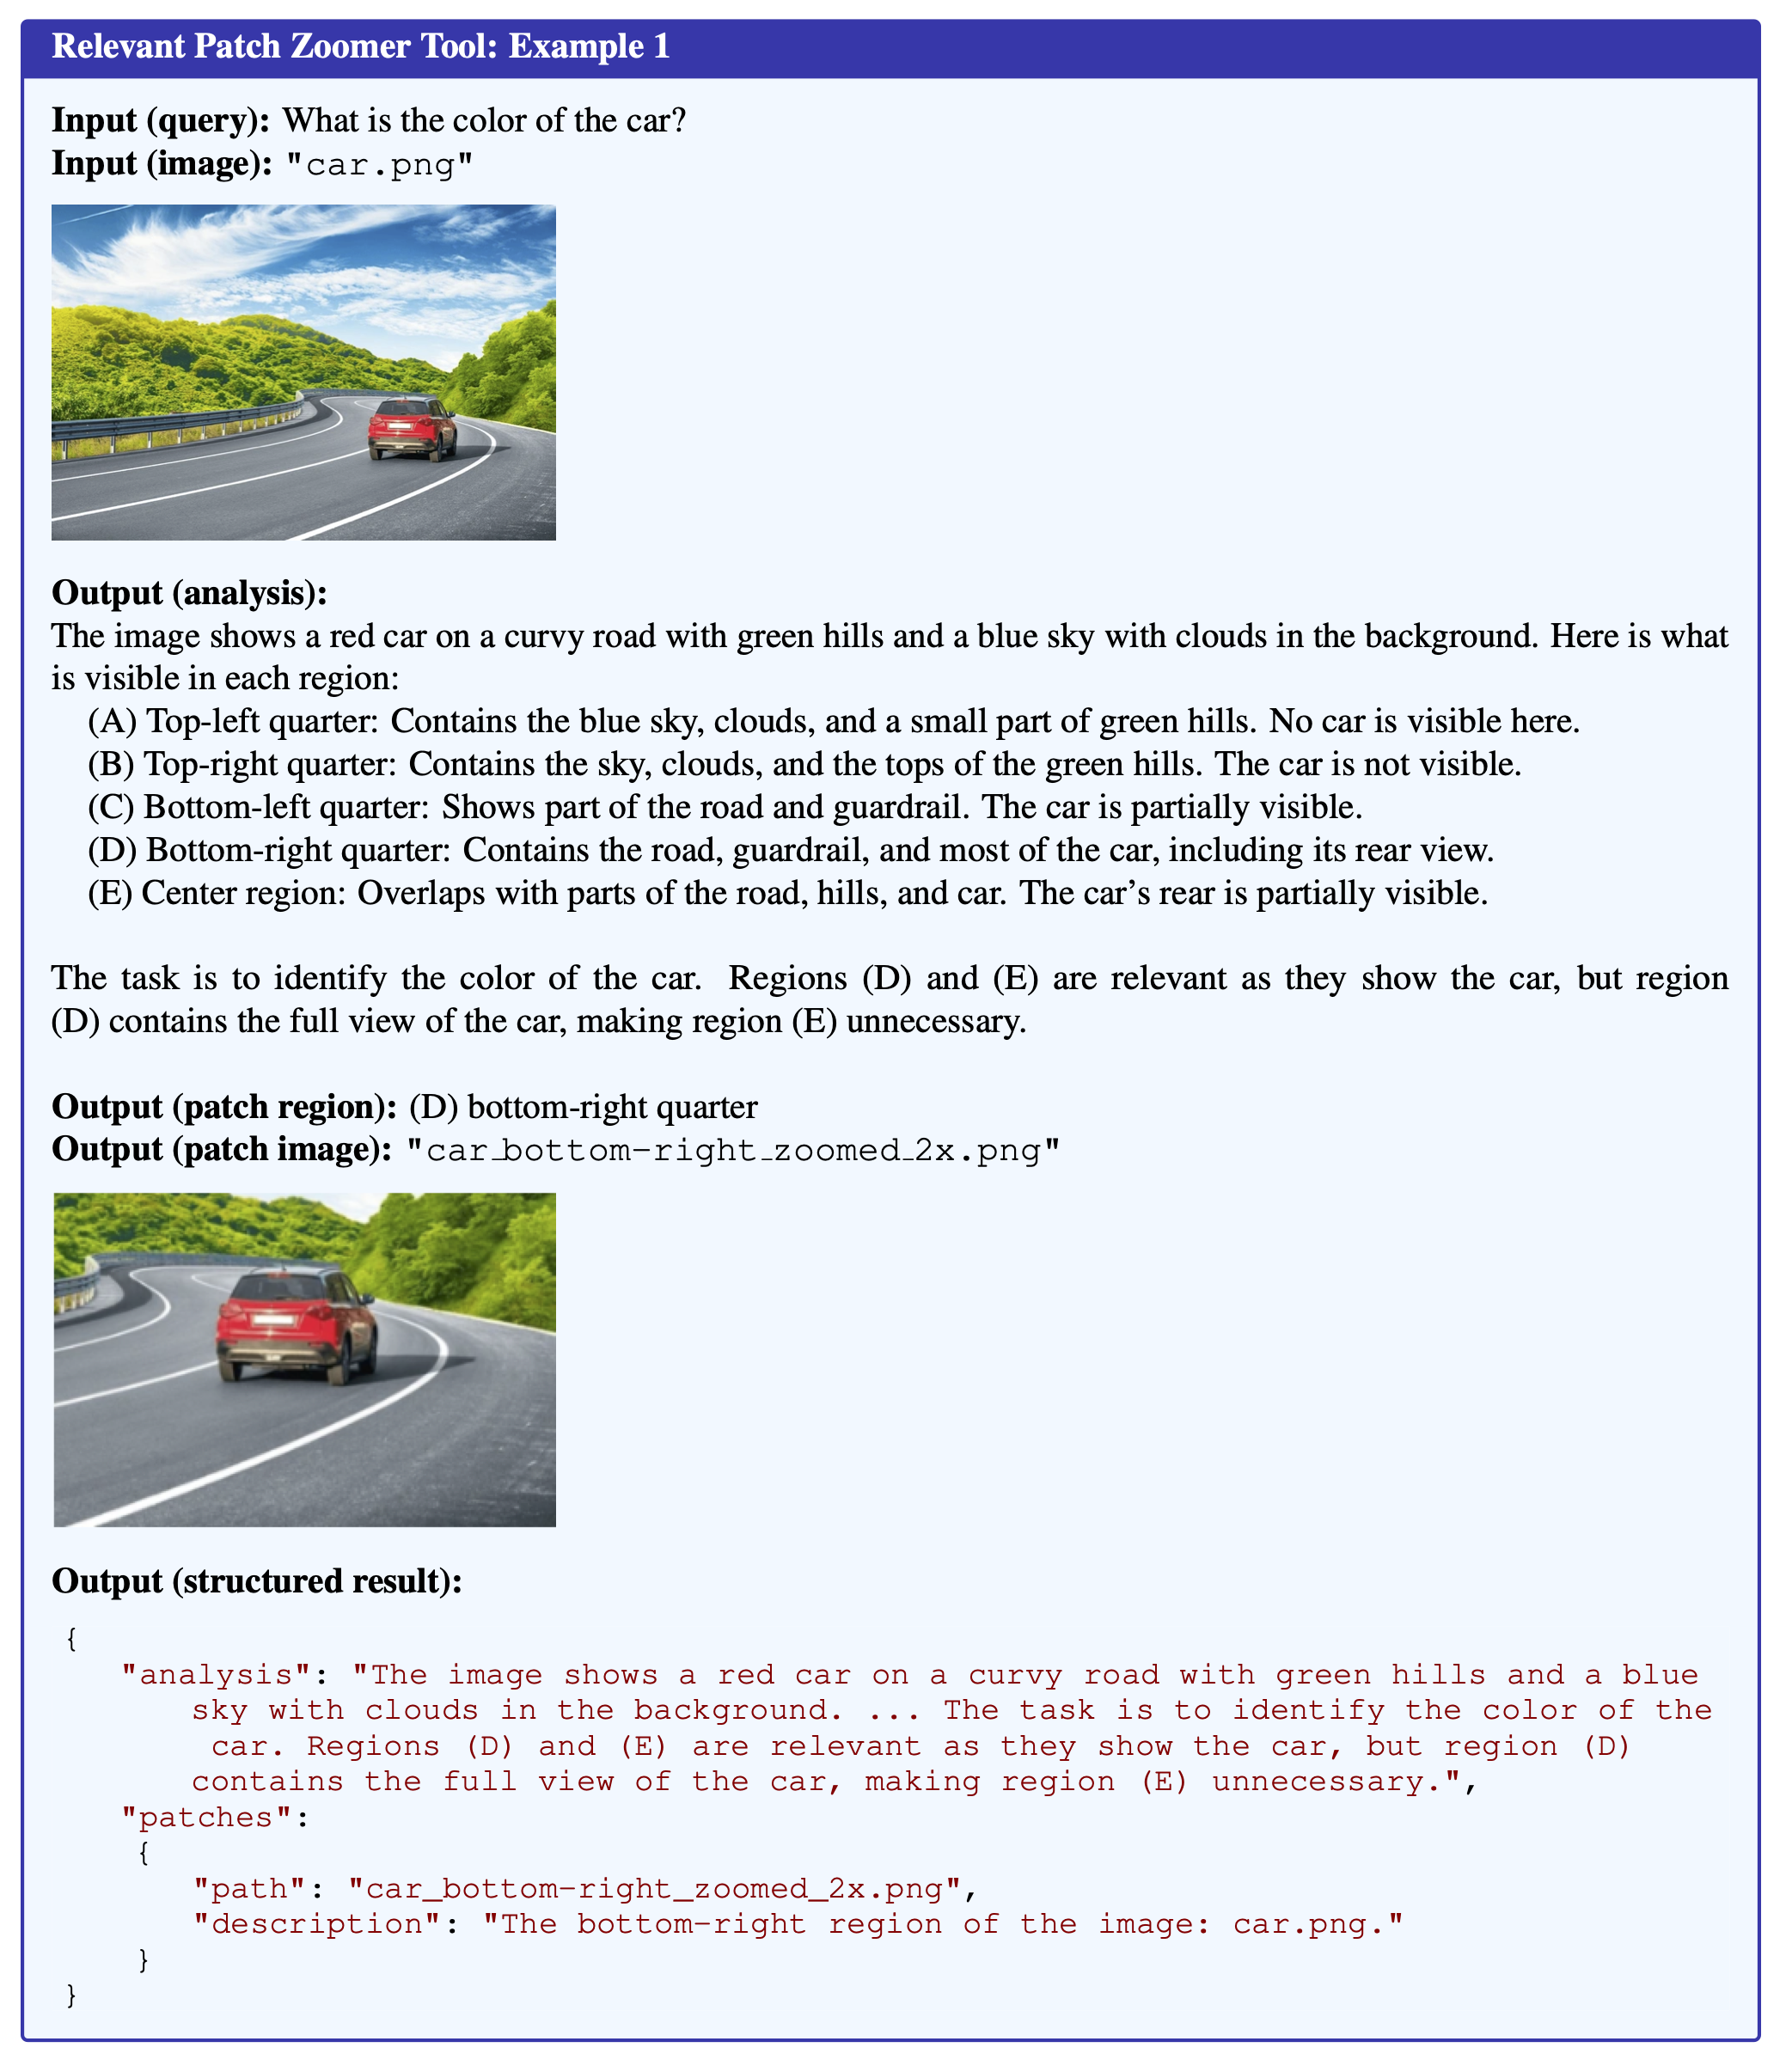 Relevant Patch Zoomer Tool: Example 1
Input (query): What is the color of the car?
Input (image): "car.png"
Output (analysis):
The image shows a red car on a curvy road with green hills and a blue sky with clouds in the background. Here is what
is visible in each region:
(A) Top-left quarter: Contains the blue sky, clouds, and a small part of green hills. No car is visible here.
(B) Top-right quarter: Contains the sky, clouds, and the tops of the green hills. The car is not visible.
(C) Bottom-left quarter: Shows part of the road and guardrail. The car is partially visible.
(D) Bottom-right quarter: Contains the road, guardrail, and most of the car, including its rear view.
(E) Center region: Overlaps with parts of the road, hills, and car. The car’s rear is partially visible.
The task is to identify the color of the car. Regions (D) and (E) are relevant as they show the car, but region
(D) contains the full view of the car, making region (E) unnecessary.
Output (patch region): (D) bottom-right quarter
Output (patch image): "car_bottom-right_zoomed_2x.png"
Output (structured result):
{
"analysis": "The image shows a red car on a curvy road with green hills and a blue
sky with clouds in the background. ... The task is to identify the color of the
car. Regions (D) and (E) are relevant as they show the car, but region (D)
contains the full view of the car, making region (E) unnecessary.",
"patches":
{
"path": "car_bottom-right_zoomed_2x.png",
"description": "The bottom-right region of the image: car.png."
}
}